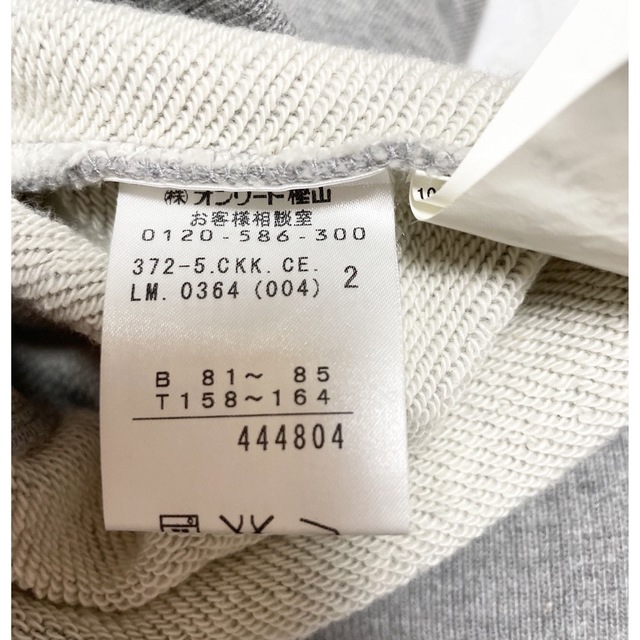 ㈱オンワード樫山
お客様相談室
0120-586-300
372-5.CKK.CE.
LM.0364(004) 2
B 81～ 85
T158～164
444804
10